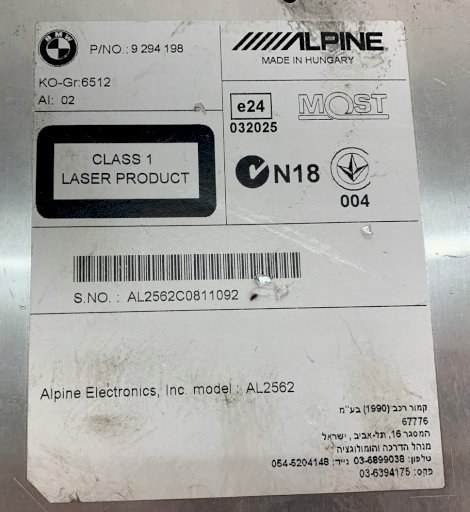 BMW
P/NO.: 9 294 198
KO-Gr:6512
AI: 02
ALPINE
MADE IN HUNGARY
e24
032025
MOST
CLASS 1
LASER PRODUCT
N18
004
S.NO. : AL2562C0811092
Alpine Electronics, Inc. model : AL2562
קמור רכב (1990) בע"מ
67776
המסגר 16, תל-אביב, ישראל
מנהל הדרכה והומולוגציה
טלפון: 03-6899038 נייד: 054-5204148
פקס: 03-6394175